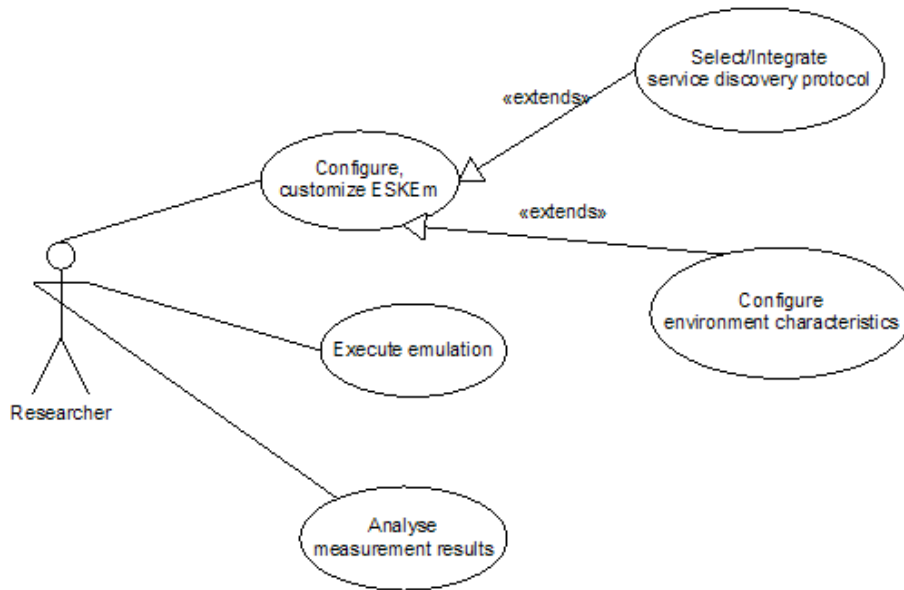 Select/Integrate
service discovery protocol
«extends»
Configure,
customize ESKEm
«extends»
Configure
environment characteristics
Execute emulation
Researcher
Analyse
measurement results